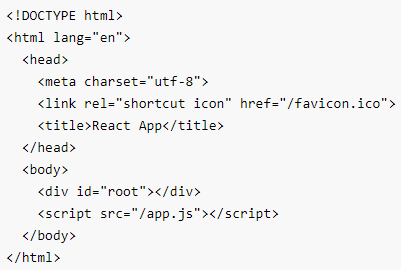 <!DOCTYPE html>
<html lang="en">
  <head>
    <meta charset="utf-8">
    <link rel="shortcut icon" href="/favicon.ico">
    <title>React App</title>
  </head>
  <body>
    <div id="root"></div>
    <script src="/app.js"></script>
  </body>
</html>